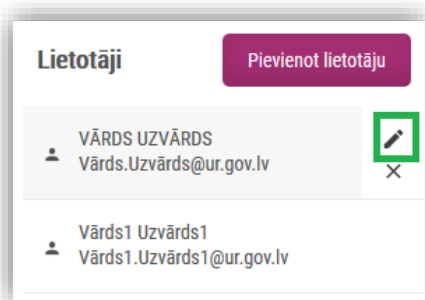 Lietotāji
Pievienot lietotāju
VĀRDS UZVĀRDS
Vārds.Uzvārds@ur.gov.lv
Vārds1 Uzvārds1
Vārds1.Uzvārds1@ur.gov.lv